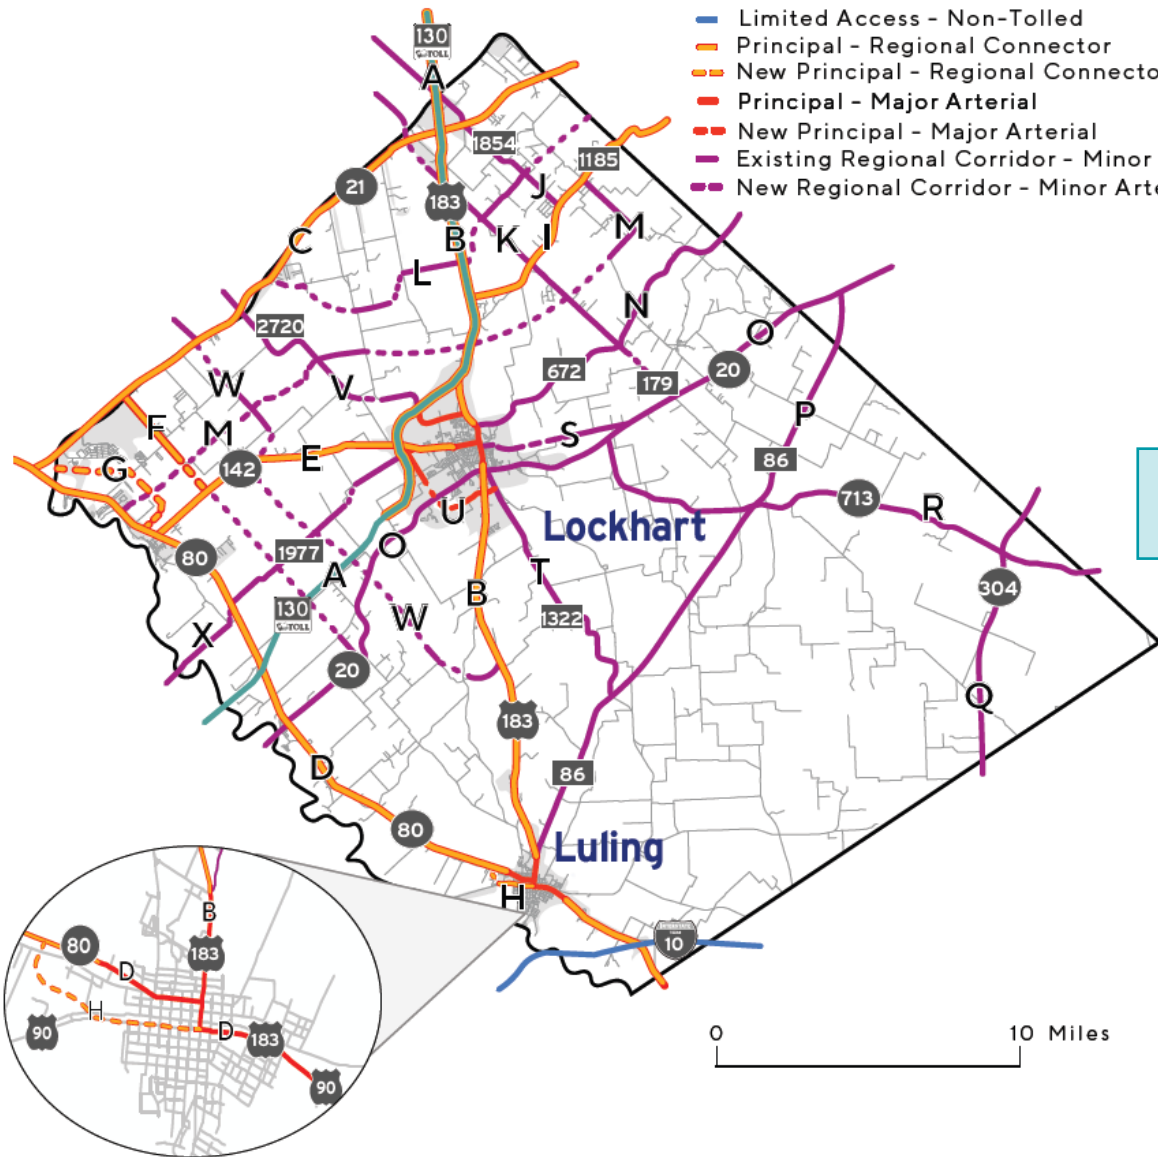 Limited Access - Non-Tolled
Principal - Regional Connector
New Principal - Regional Connecto
Principal - Major Arterial
New Principal - Major Arterial
Existing Regional Corridor - Minor
New Regional Corridor - Minor Arte
130
TOLL
A
1854
1185
21
183
J
C
B
K
I
M
L
N
2720
O
672
20
179
W
V
P
F
M
S
G
142
E
86
713
R
U
Lockhart
1977
O
80
A
T
B
304
130
TOLL
W
1322
X
20
Q
183
D
86
80
Luling
H
10
B
80
183
D
H
90
D
183
90
0
10 Miles